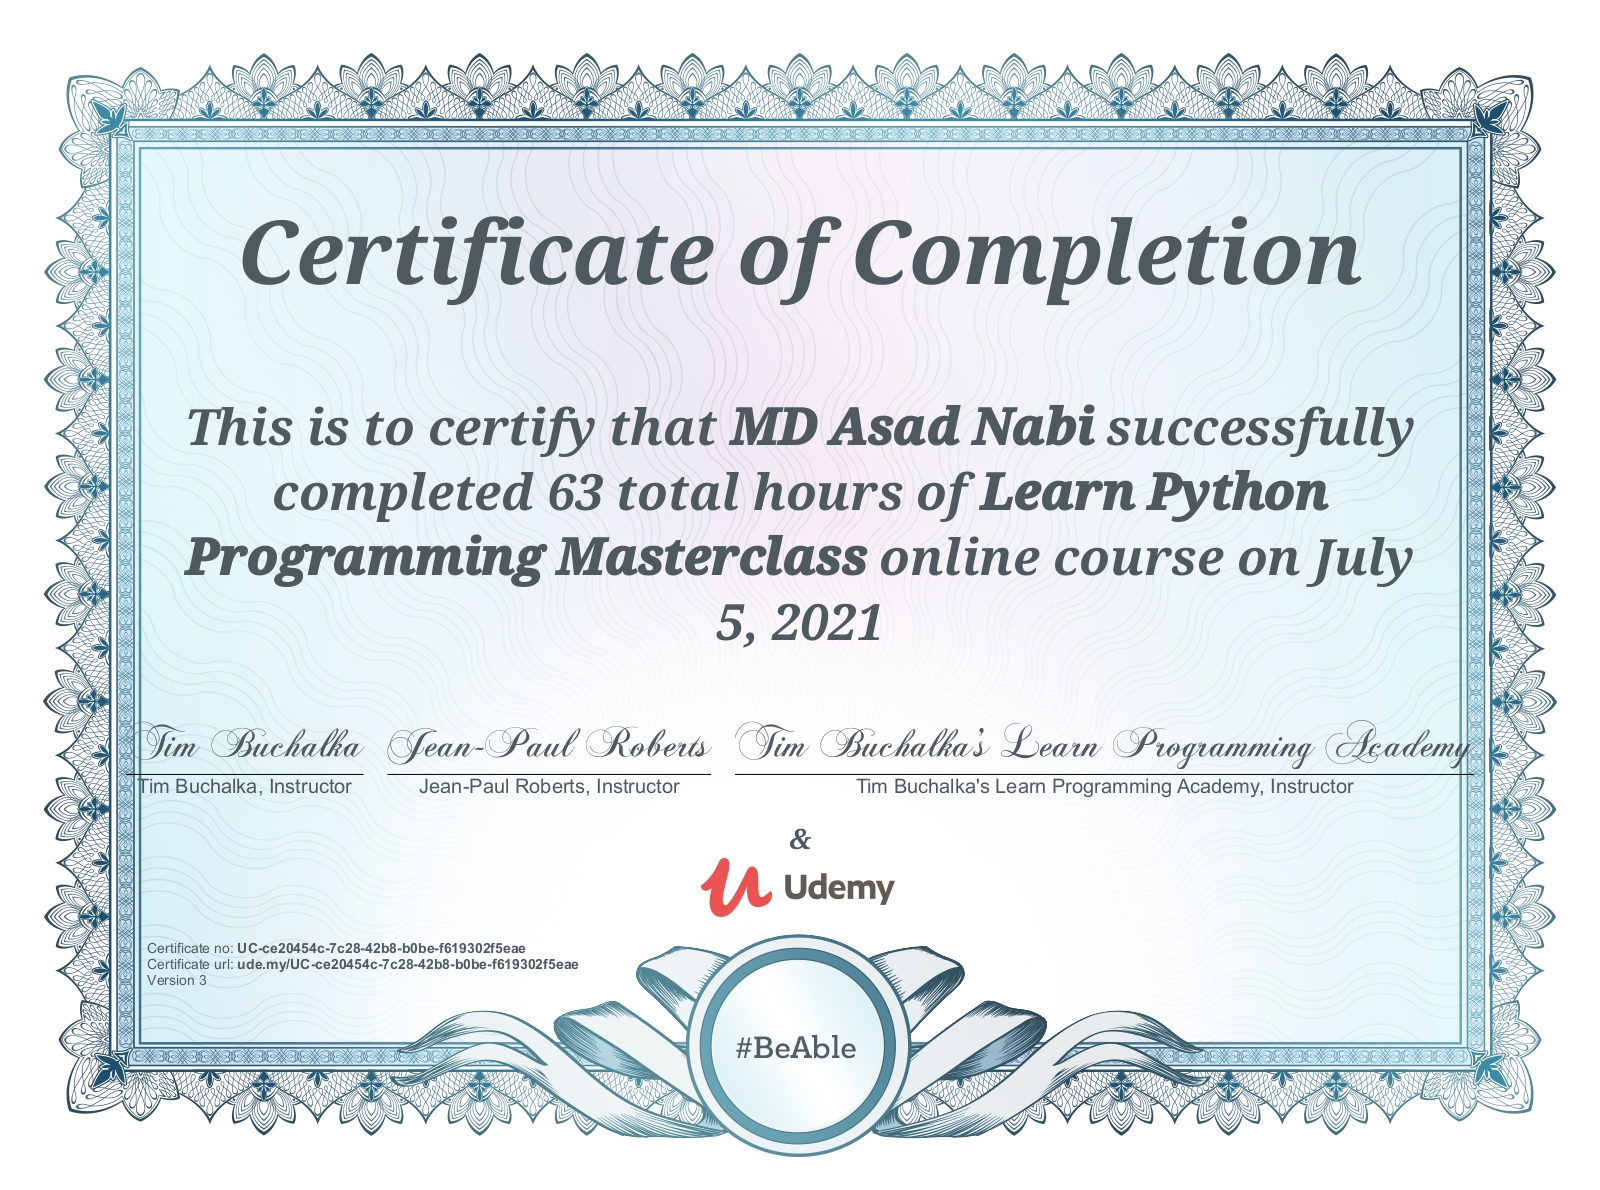 Certificate of Completion
This is to certify that MD Asad Nabi successfully
completed 63 total hours of Learn Python
Programming Masterclass online course on July
5, 2021
Tim Buchalka Jean-Paul Roberts Tim Buchalka's Learn Programming Academy
Tim Buchalka, Instructor Jean-Paul Roberts, Instructor Tim Buchalka's Learn Programming Academy, Instructor
&
Udemy
Certificate no: UC-ce20454c-7c28-42b8-b0be-f619302f5eae
Certificate url: ude.my/UC-ce20454c-7c28-42b8-b0be-f619302f5eae
Version 3
#BeAble